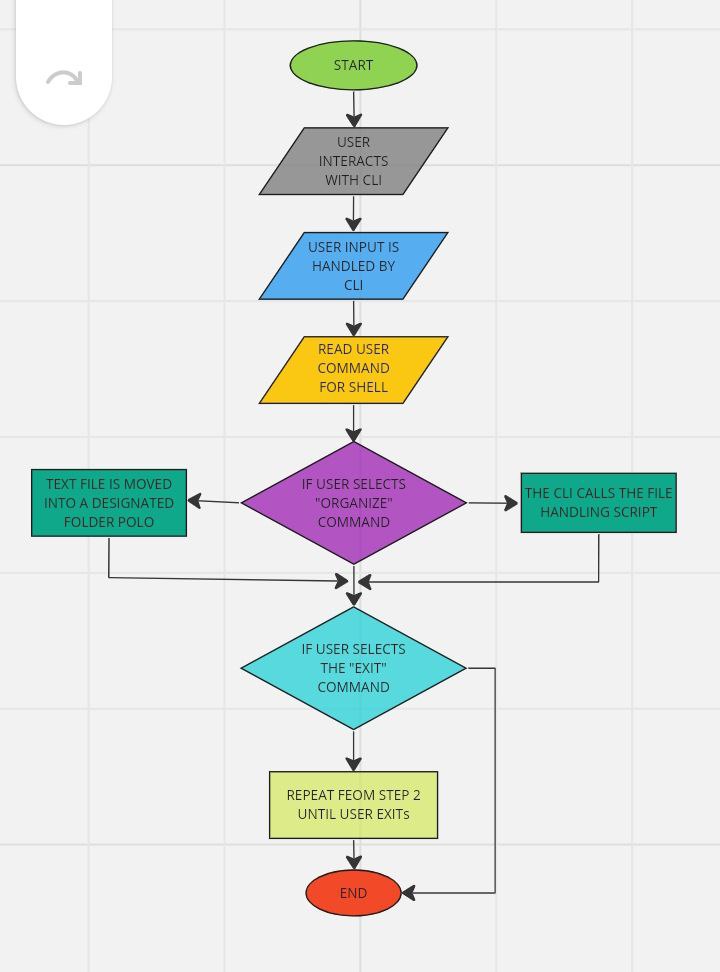 START
USER
INTERACTS
WITH CLI
USER INPUT IS
HANDLED BY
CLI
READ USER
COMMAND
FOR SHELL
IF USER SELECTS
"ORGANIZE"
COMMAND
TEXT FILE IS MOVED
INTO A DESIGNATED
FOLDER POLO
THE CLI CALLS THE FILE
HANDLING SCRIPT
IF USER SELECTS
THE "EXIT"
COMMAND
REPEAT FEOM STEP 2
UNTIL USER EXITs
END